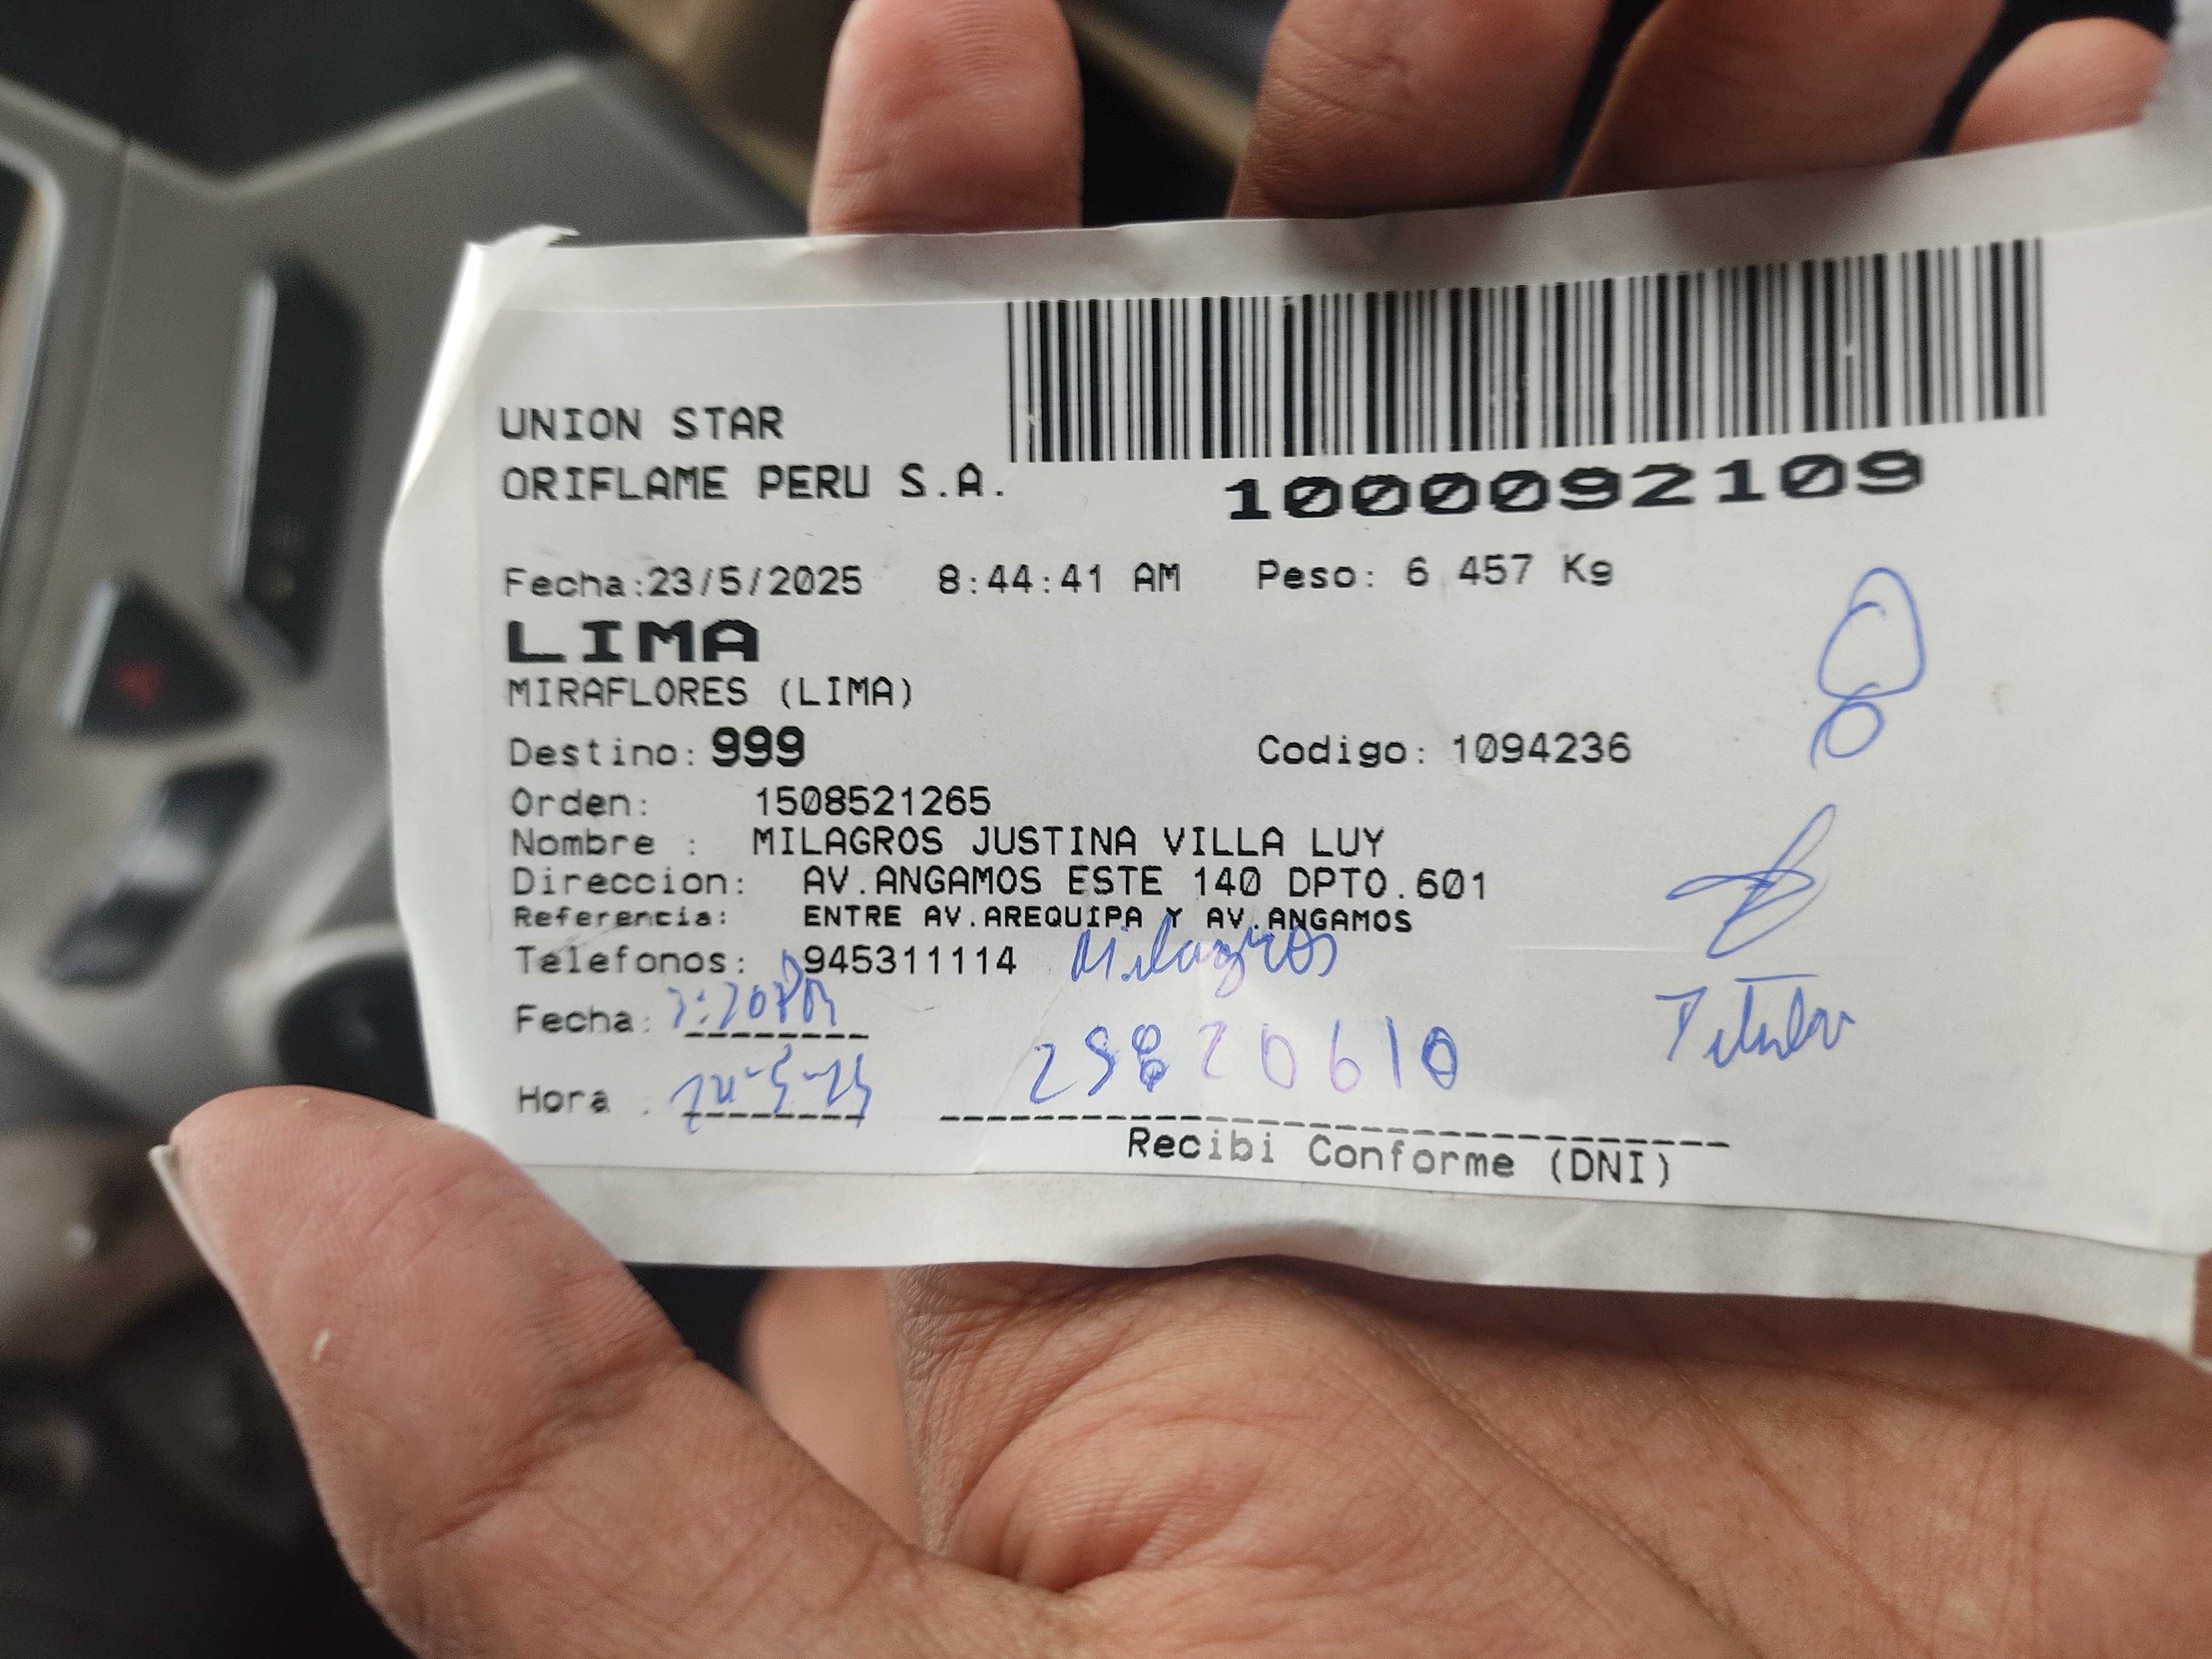 UNION STAR
ORIFLAME PERU S.A.
1000092109
Fecha:23/5/2025 8:44:41 AM Peso: 6 457 Kg
LIMA
MIRAFLORES (LIMA)
Destino: 999 Codigo: 1094236
Orden: 1508521265
Nombre : MILAGROS JUSTINA VILLA LUY
Direccion: AV.ANGAMOS ESTE 140 DPTO.601
Referencia: ENTRE AV.AREQUIPA Y AV.ANGAMOS
Telefonos: 945311114 Milagros
Fecha: Titular
Hora :
Recibi Conforme (DNI)